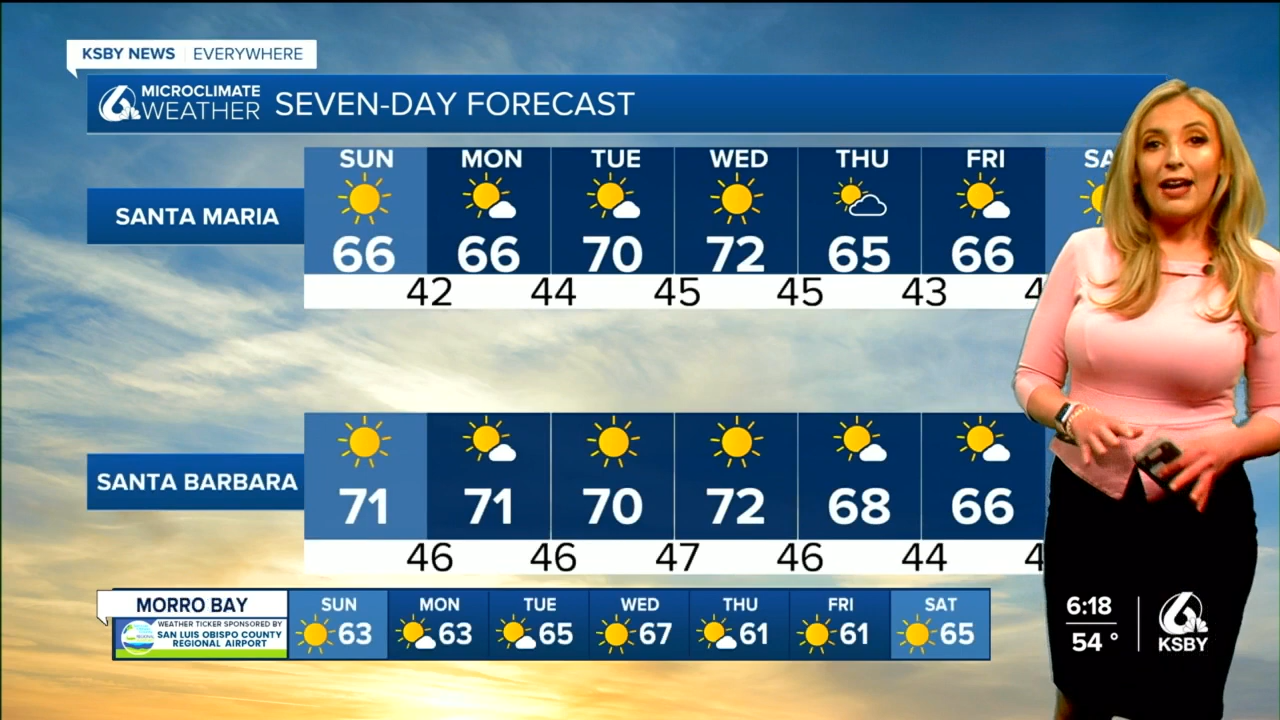 KSBY NEWS EVERYWHERE
6 MICROCLIMATE WEATHER SEVEN-DAY FORECAST
SUN MON TUE WED THU FRI
SANTA MARIA
66 66 70 72 65 66
42 44 45 45 43
SANTA BARBARA
71 71 70 72 68 66
46 46 47 46 44
MORRO BAY
WEATHER TICKER SPONSORED BY
SAN LUIS OBISPO COUNTY
REGIONAL AIRPORT
SUN MON TUE WED THU FRI SAT
63 63 65 67 61 61 65
6:18
54 °
6
KSBY